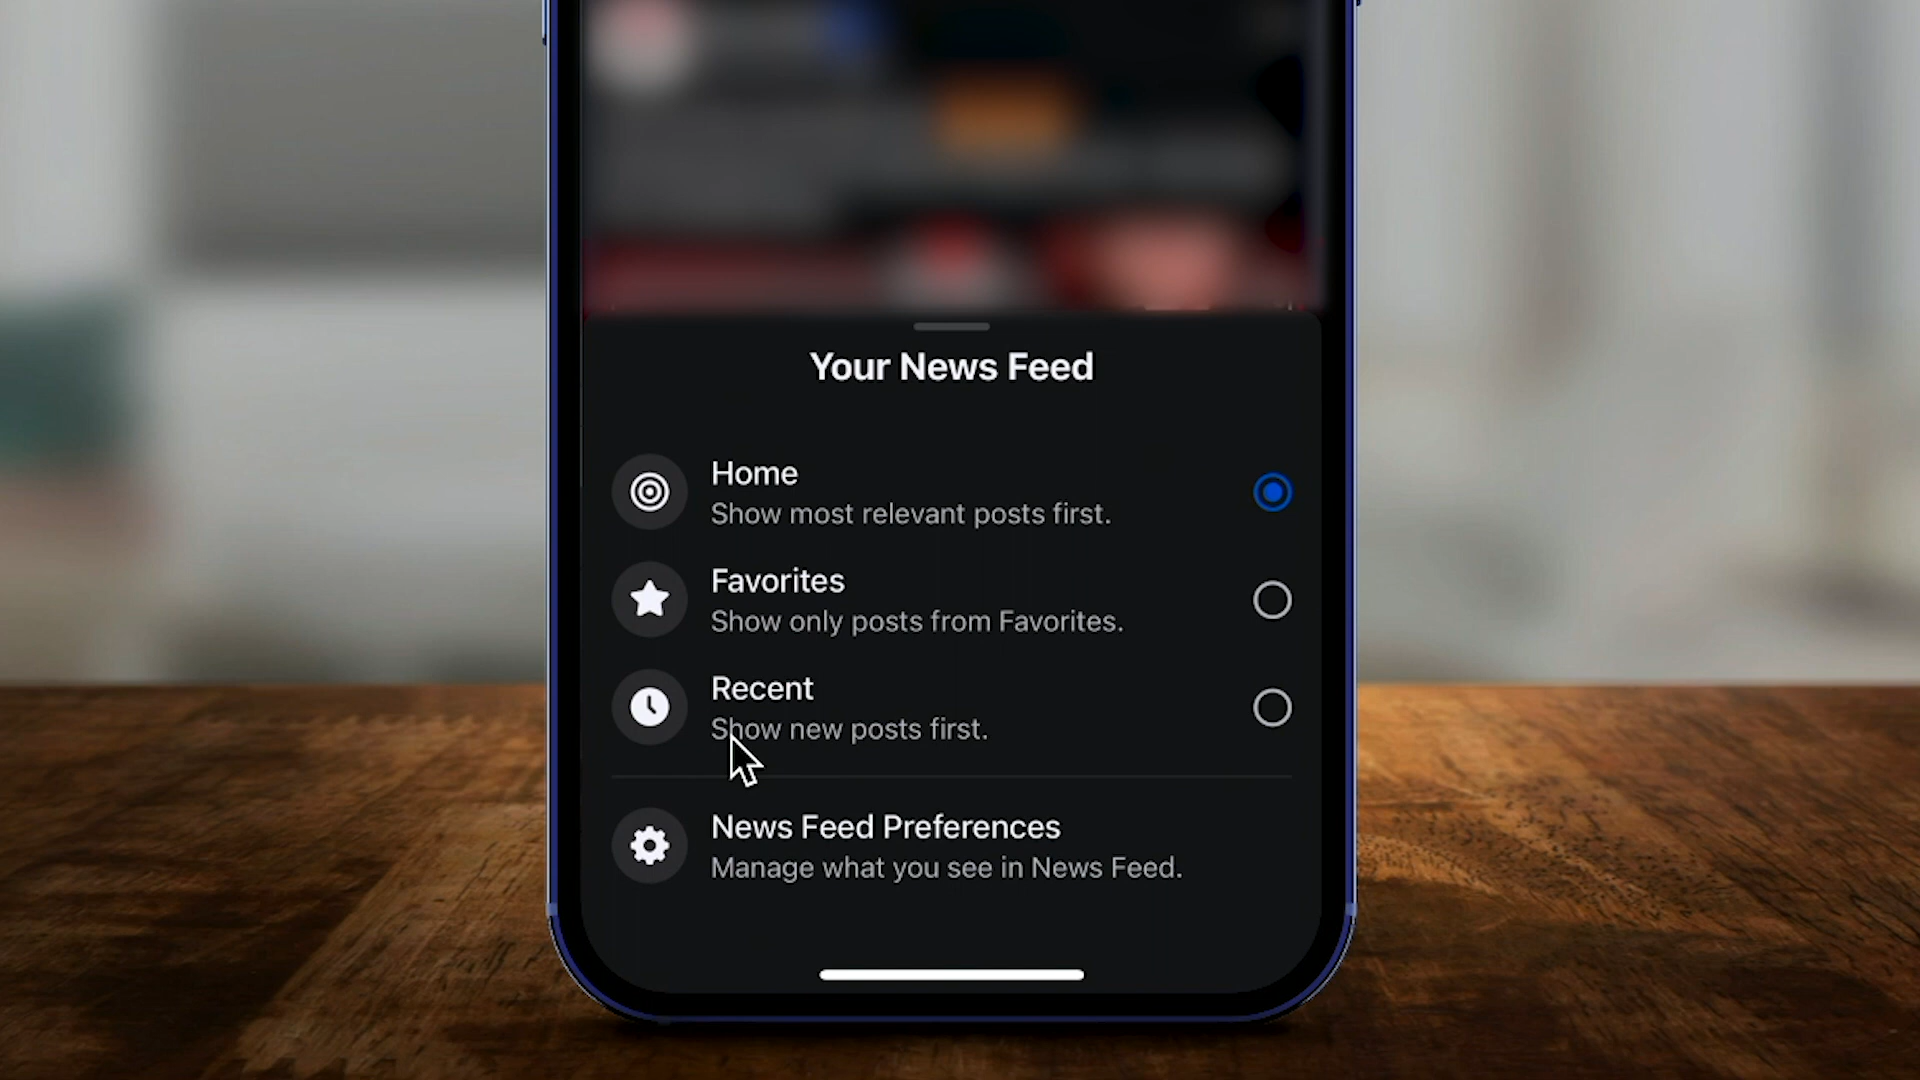 Your News Feed
Home
Show most relevant posts first.
Favorites
Show only posts from Favorites.
Recent
Show new posts first.
News Feed Preferences
Manage what you see in News Feed.